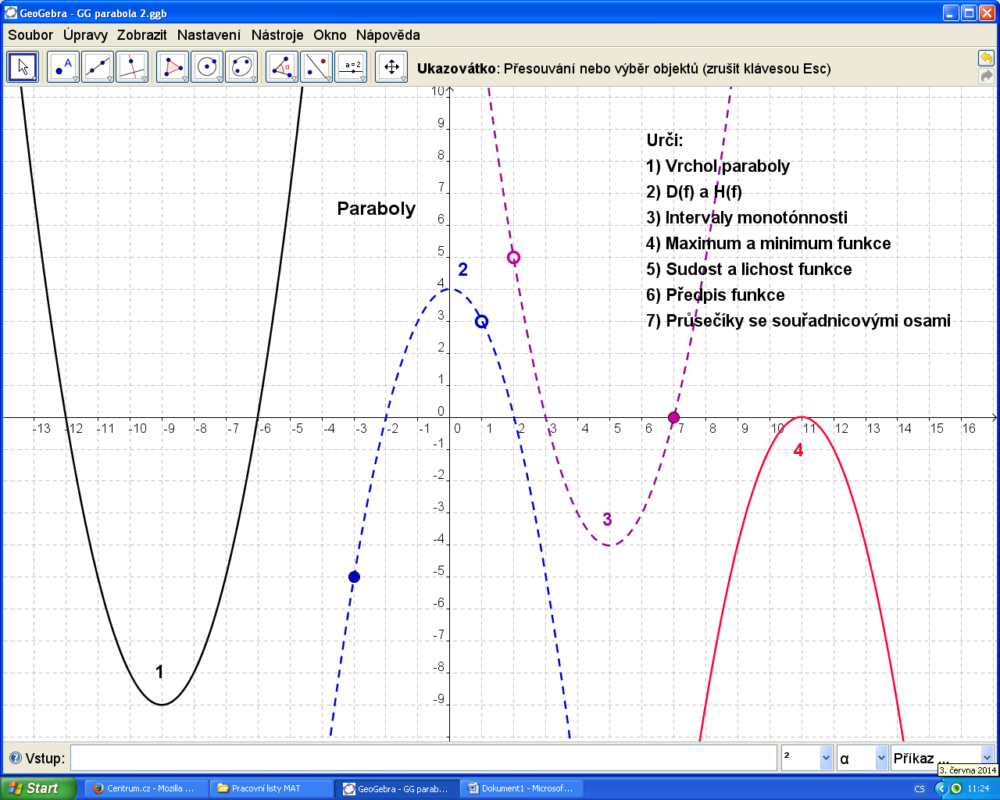 GeoGebra - GG parabola 2.ggb
Soubor Úpravy Zobrazit Nastavení Nástroje Okno Nápověda
A α a = 2 Ukazovátko: Přesouvání nebo výběr objektů (zrušit klávesou Esc)
10
9
8
7
6
5
4
3
2
1
0
-1
-2
-3
-4
-5
-6
-7
-8
-9
-13 -12 -11 -10 -9 -8 -7 -6 -5 -4 -3 -2 -1 0 1 2 3 4 5 6 7 8 9 10 11 12 13 14 15 16
Paraboly
1
2
3
4
Urči:
1) Vrchol paraboly
2) D(f) a H(f)
3) Intervaly monotónnosti
4) Maximum a minimum funkce
5) Sudost a lichost funkce
6) Předpis funkce
7) Průsečíky se souřadnicovými osami
Vstup: ² α Příkaz ...
3. června 2014
Start Centrum.cz - Mozilla ... Pracovní listy MAT GeoGebra - GG parab... Dokument1 - Microsof... CS 11:24